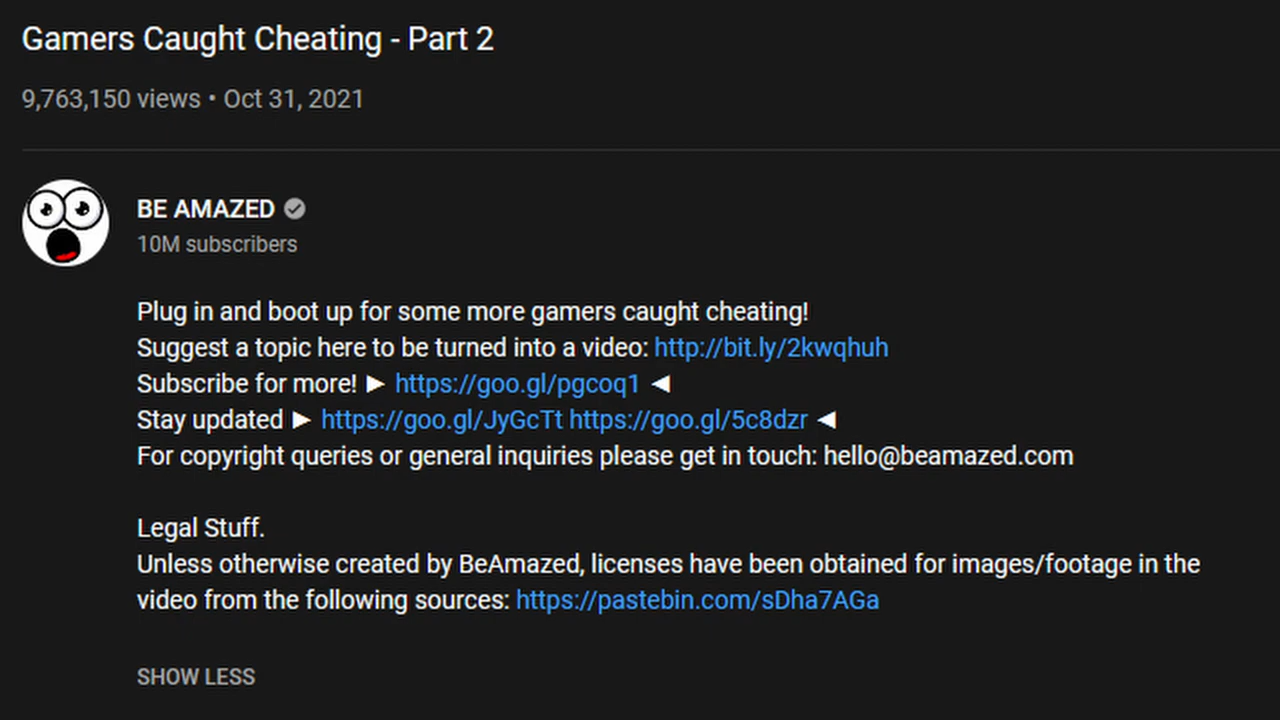 Gamers Caught Cheating - Part 2
9,763,150 views • Oct 31, 2021
BE AMAZED
10M subscribers
Plug in and boot up for some more gamers caught cheating!
Suggest a topic here to be turned into a video: http://bit.ly/2kwqhuh
Subscribe for more! ► https://goo.gl/pgcoq1 ◄
Stay updated ► https://goo.gl/JyGcTt https://goo.gl/5c8dzr ◄
For copyright queries or general inquiries please get in touch: hello@beamazed.com
Legal Stuff.
Unless otherwise created by BeAmazed, licenses have been obtained for images/footage in the
video from the following sources: https://pastebin.com/sDha7AGa
SHOW LESS